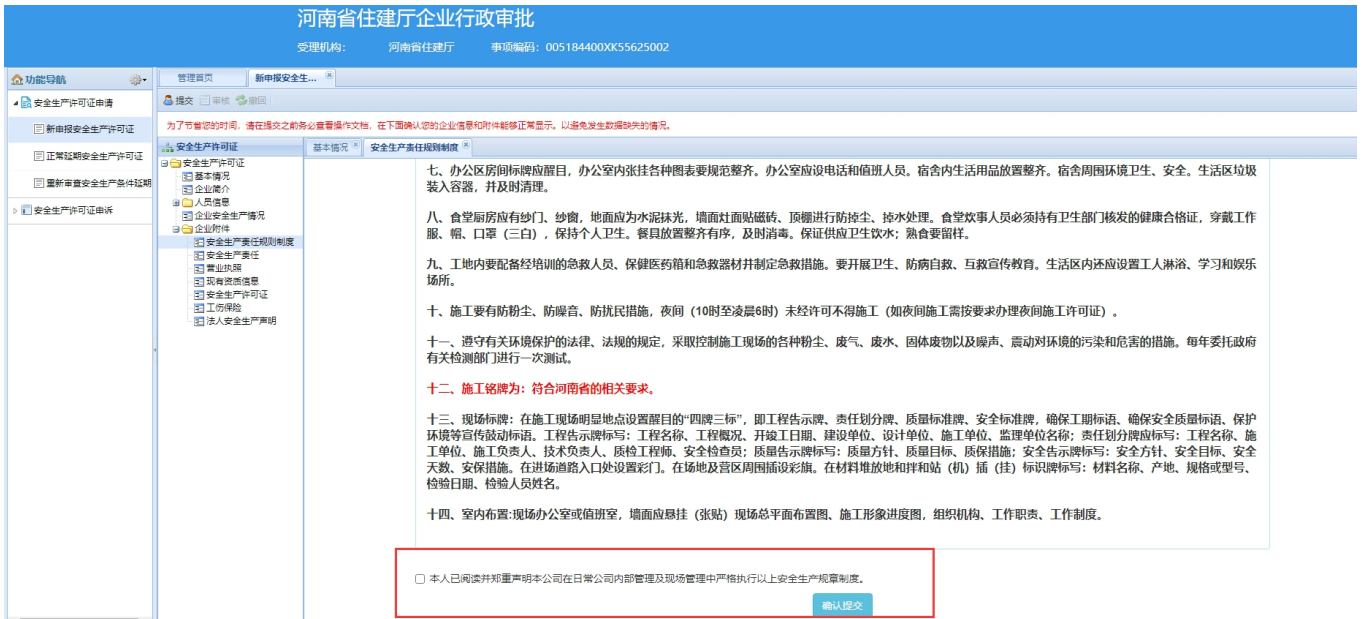 河南省住建厅企业行政审批
受理机构： 河南省住建厅 事项编码：005184400XK55625002
功能导航
安全生产许可证申请
新申报安全生产许可证
正常延期安全生产许可证
重新审查安全生产条件延期
安全生产许可证申诉
管理首页 新申报安全生...
提交 审核 撤回
为了节省您的时间，请在提交之前务必查看操作文档，在下面确认您的企业信息和附件能够正常显示。以避免发生数据缺失的情况。
安全生产许可证
安全生产许可证
基本情况
企业简介
人员信息
企业安全生产情况
企业附件
安全生产责任规则制度
安全生产责任
营业执照
现有资质信息
安全生产许可证
工伤保险
法人安全生产声明
基本情况 安全生产责任规则制度
七、办公区房间标牌应醒目，办公室内张挂各种图表要规范整齐。办公室应设电话和值班人员。宿舍内生活用品放置整齐。宿舍周围环境卫生、安全。生活区垃圾
装入容器，并及时清理。
八、食堂厨房应有纱门、纱窗，地面应为水泥抹光，墙面灶面贴磁砖、顶棚进行防掉尘、掉水处理。食堂炊事人员必须持有卫生部门核发的健康合格证，穿戴工作
服、帽、口罩（三白），保持个人卫生。餐具放置整齐有序，及时消毒。保证供应卫生饮水；熟食要留样。
九、工地内要配备经培训的急救人员、保健医药箱和急救器材并制定急救措施。要开展卫生、防病自救、互救宣传教育。生活区内还应设置工人淋浴、学习和娱乐
场所。
十、施工要有防粉尘、防噪音、防扰民措施，夜间（10时至凌晨6时）未经许可不得施工（如夜间施工需按要求办理夜间施工许可证）。
十一、遵守有关环境保护的法律、法规的规定，采取控制施工现场的各种粉尘、废气、废水、固体废物以及噪声、震动对环境的污染和危害的措施。每年委托政府
有关检测部门进行一次测试。
十二、施工铭牌为：符合河南省的相关要求。
十三、现场标牌：在施工现场明显地点设置醒目的“四牌三标”，即工程告示牌、责任划分牌、质量标准牌、安全标准牌，确保工期标语、确保安全质量标语、保护
环境等宣传鼓动标语。工程告示牌标写：工程名称、工程概况、开竣工日期、建设单位、设计单位、施工单位、监理单位名称；责任划分牌应标写：工程名称、施
工单位、施工负责人、技术负责人、质检工程师、安全检查员；质量告示牌标写：质量方针、质量目标、质保措施；安全告示牌标写：安全方针、安全目标、安全
天数、安保措施。在进场道路入口处设置彩门。在场地及营区周围插设彩旗。在材料堆放地和拌和站（机）插（挂）标识牌标写：材料名称、产地、规格或型号、
检验日期、检验人员姓名。
十四、室内布置:现场办公室或值班室，墙面应悬挂（张贴）现场总平面布置图、施工形象进度图，组织机构、工作职责、工作制度。
本人已阅读并郑重声明本公司在日常公司内部管理及现场管理中严格执行以上安全生产规章制度。
确认提交